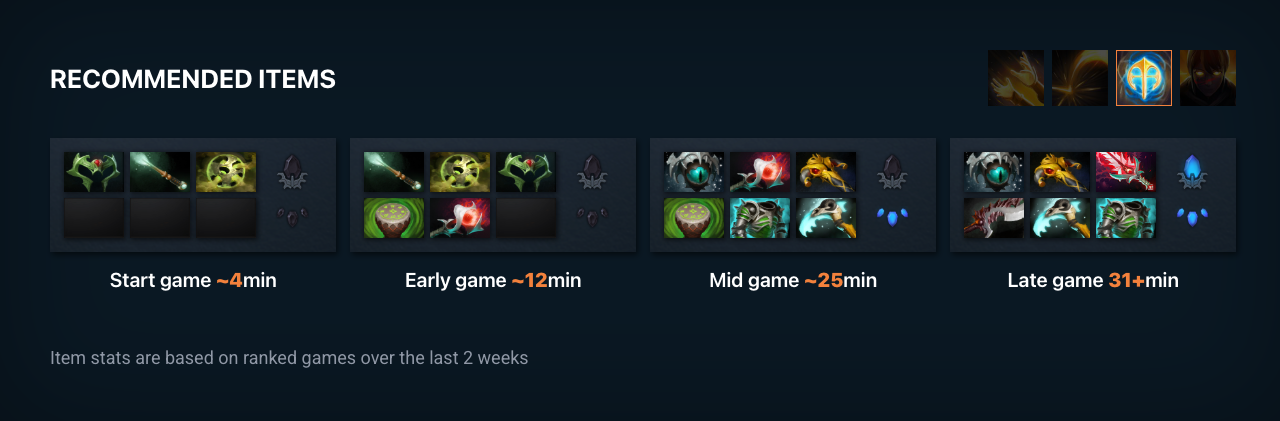 RECOMMENDED ITEMS
Start game ~4min
Early game ~12min
Mid game ~25min
Late game 31+min
Item stats are based on ranked games over the last 2 weeks